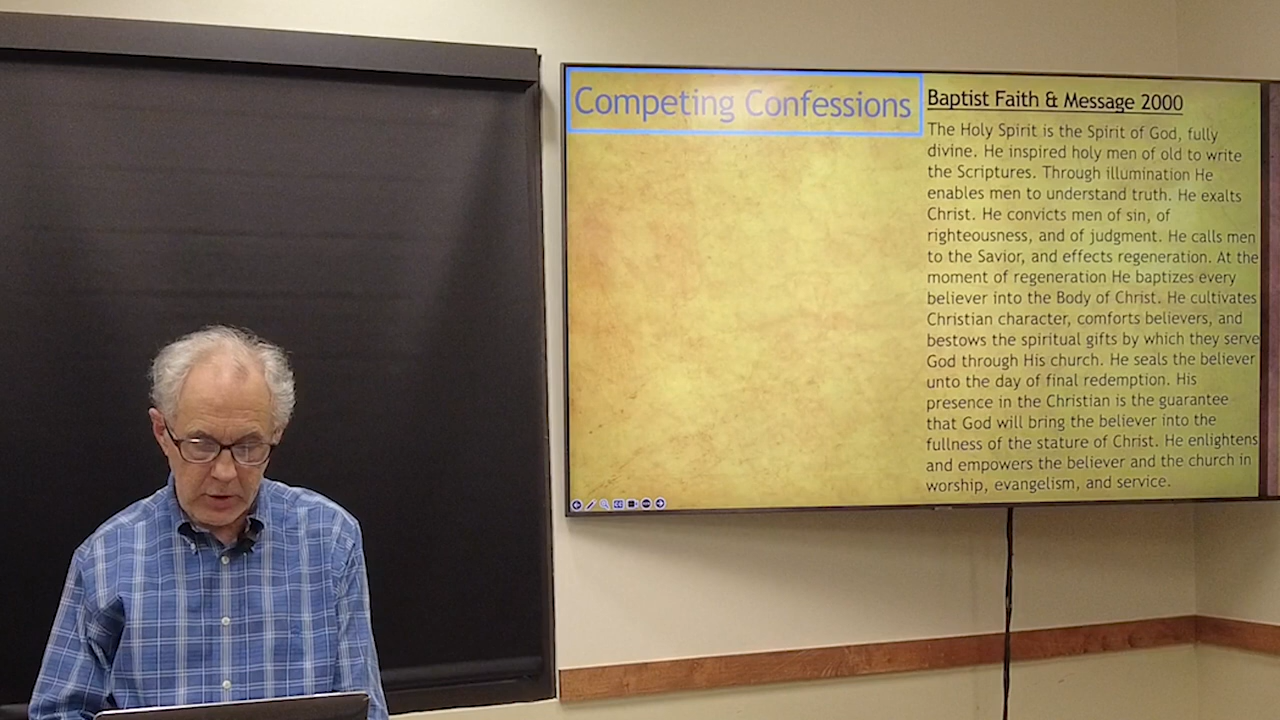 Competing Confessions
Baptist Faith & Message 2000
The Holy Spirit is the Spirit of God, fully
divine. He inspired holy men of old to write
the Scriptures. Through illumination He
enables men to understand truth. He exalts
Christ. He convicts men of sin, of
righteousness, and of judgment. He calls men
to the Savior, and effects regeneration. At the
moment of regeneration He baptizes every
believer into the Body of Christ. He cultivates
Christian character, comforts believers, and
bestows the spiritual gifts by which they serve
God through His church. He seals the believer
unto the day of final redemption. His
presence in the Christian is the guarantee
that God will bring the believer into the
fullness of the stature of Christ. He enlightens
and empowers the believer and the church in
worship, evangelism, and service.